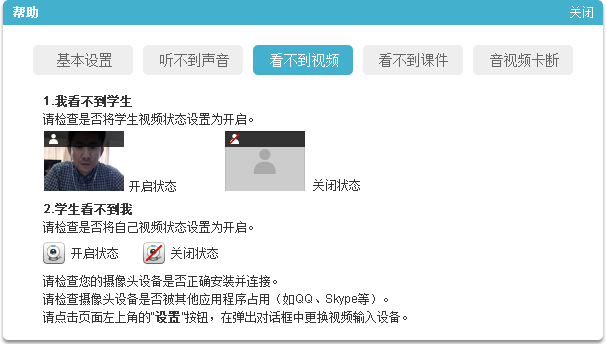 帮助 关闭
基本设置 听不到声音 看不到视频 看不到课件 音视频卡断
1.我看不到学生
请检查是否将学生视频状态设置为开启。
开启状态 关闭状态
2.学生看不到我
请检查是否将自己视频状态设置为开启。
开启状态 关闭状态
请检查您的摄像头设备是否正确安装并连接。
请检查摄像头设备是否被其他应用程序占用（如QQ、Skype等）。
请点击页面左上角的"设置"按钮，在弹出对话框中更换视频输入设备。